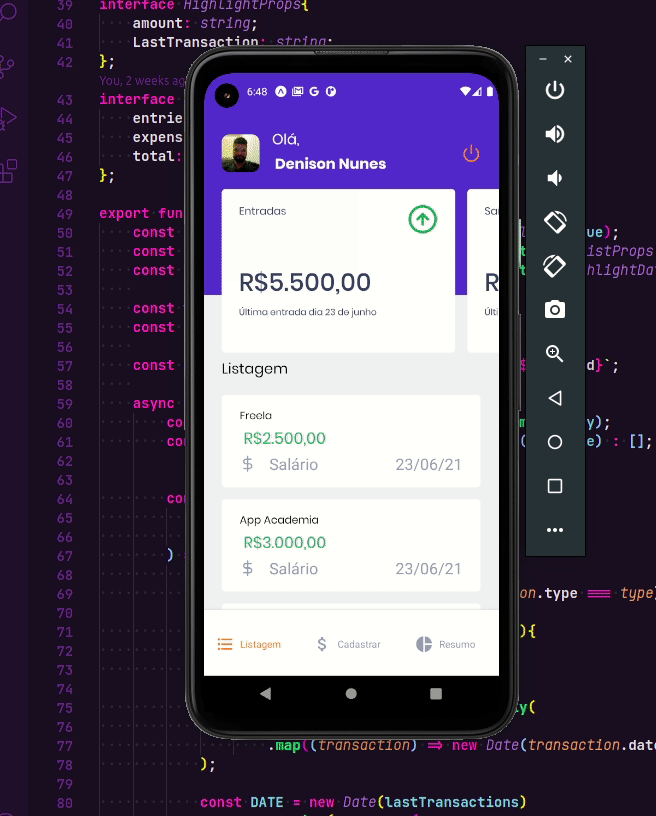 39 interface HighlightProps{
40 amount: string;
41 LastTransaction: string;
42 };
You, 2 weeks ag
43 interface
44 entrie
45 expens
46 total:
47 };
48
49 export fun
50 const ue);
51 const istProps
52 const hlightDa
53
54 const
55 const
56
57 const $ d}`;
58
59 async
60 co y);
61 co ( e) : [];
62
63
64 co
65
66
67 )
68
69 on.type === type
70
71 ){
72
73
74
75 y(
76
77 .map((transaction) => new Date(transaction.date
78 );
79
80 const DATE = new Date(lastTransactions)
6:48
G
Olá,
Denison Nunes
Entradas
R$5.500,00
Última entrada dia 23 de junho
Saí
R
Últi
Listagem
Freela
R$2.500,00
$ Salário 23/06/21
App Academia
R$3.000,00
$ Salário 23/06/21
Listagem
$ Cadastrar
Resumo